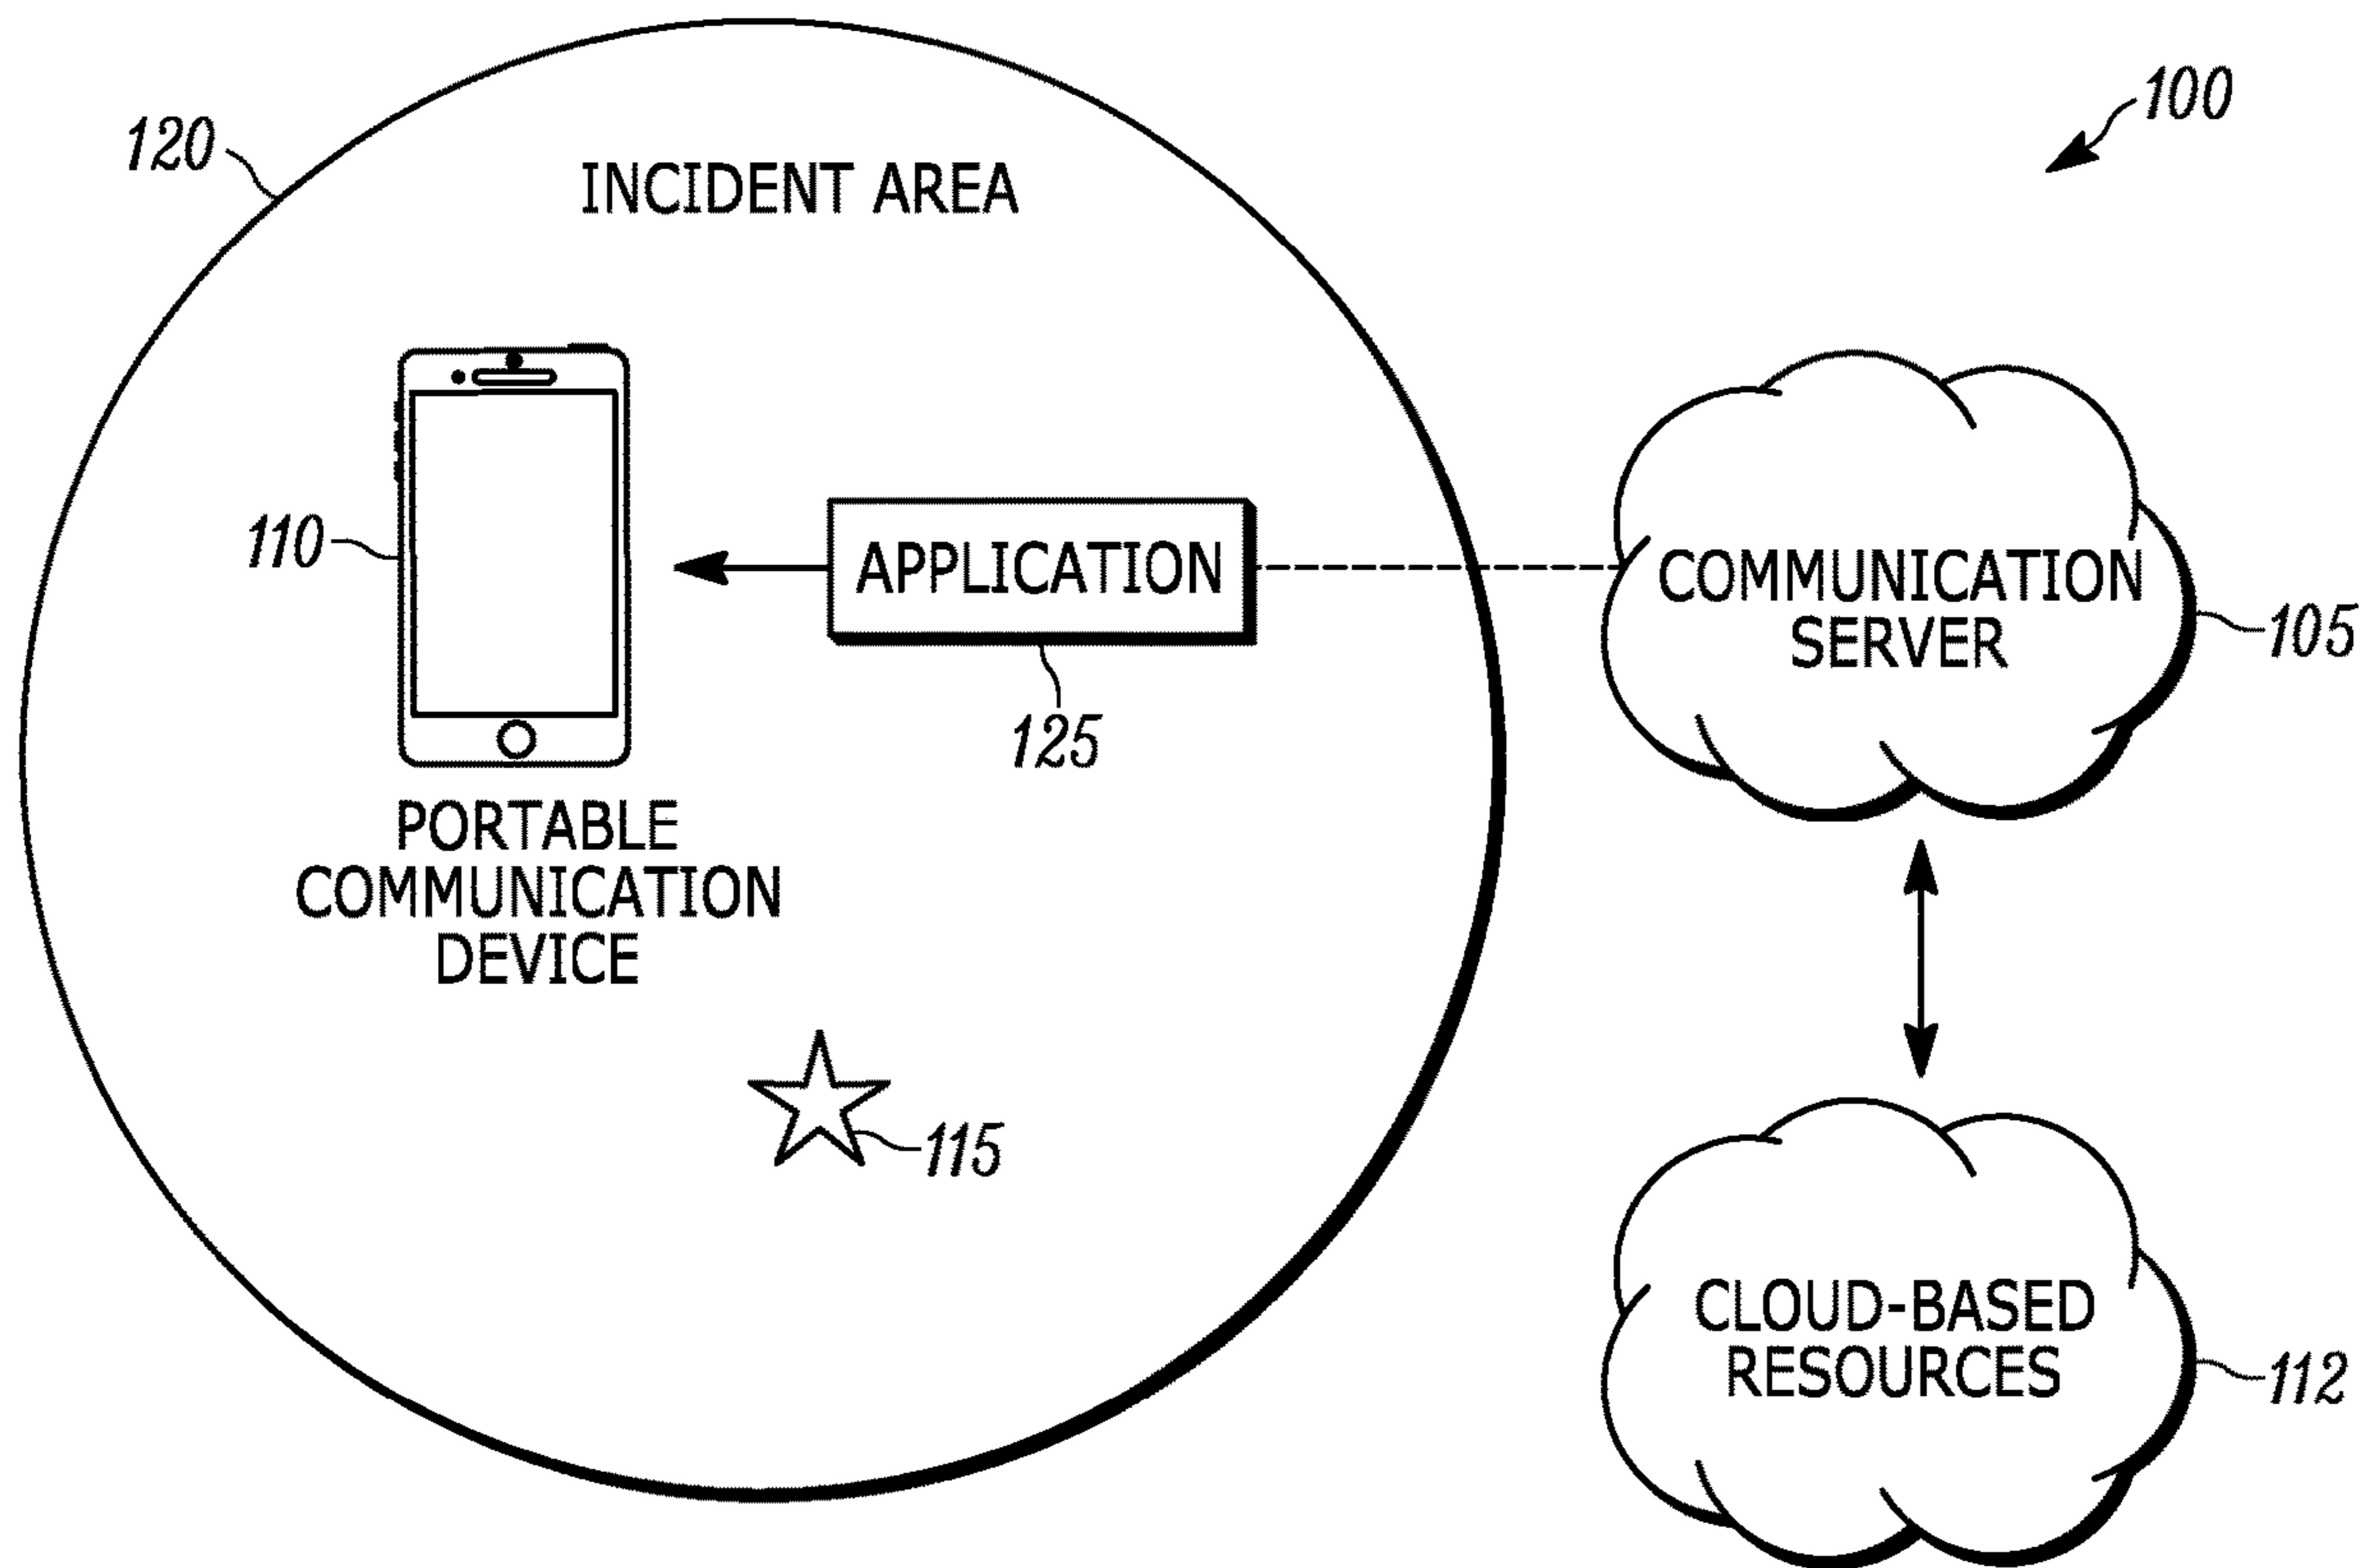 100
120
INCIDENT AREA
110
APPLICATION
125
COMMUNICATION
SERVER
105
PORTABLE
COMMUNICATION
DEVICE
115
CLOUD-BASED
RESOURCES
112